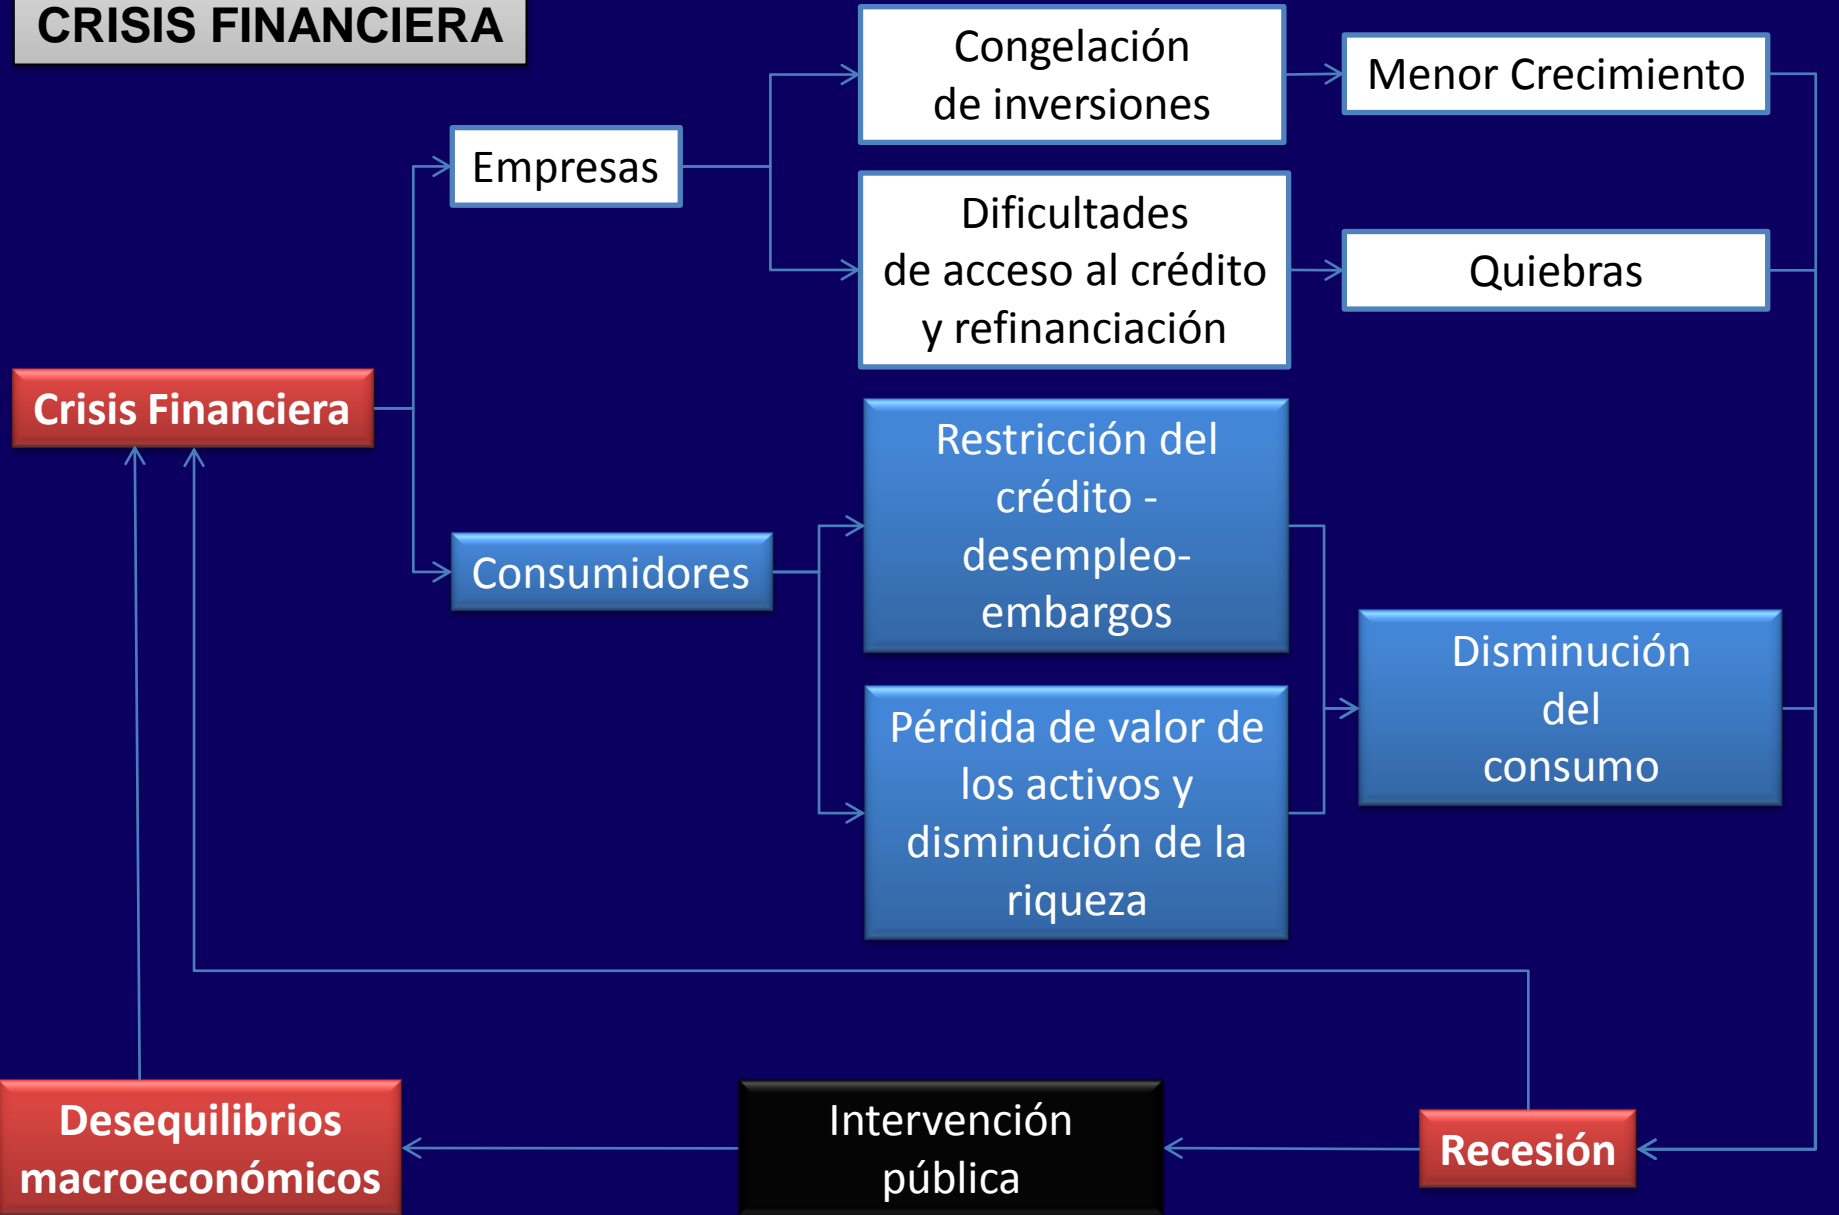 CRISIS FINANCIERA
Congelación
de inversiones
Menor Crecimiento
Empresas
Dificultades
de acceso al crédito
y refinanciación
Quiebras
Crisis Financiera
Restricción del
crédito -
desempleo-
embargos
Consumidores
Pérdida de valor de
los activos y
disminución de la
riqueza
Disminución
del
consumo
Desequilibrios
macroeconómicos
Intervención
pública
Recesión